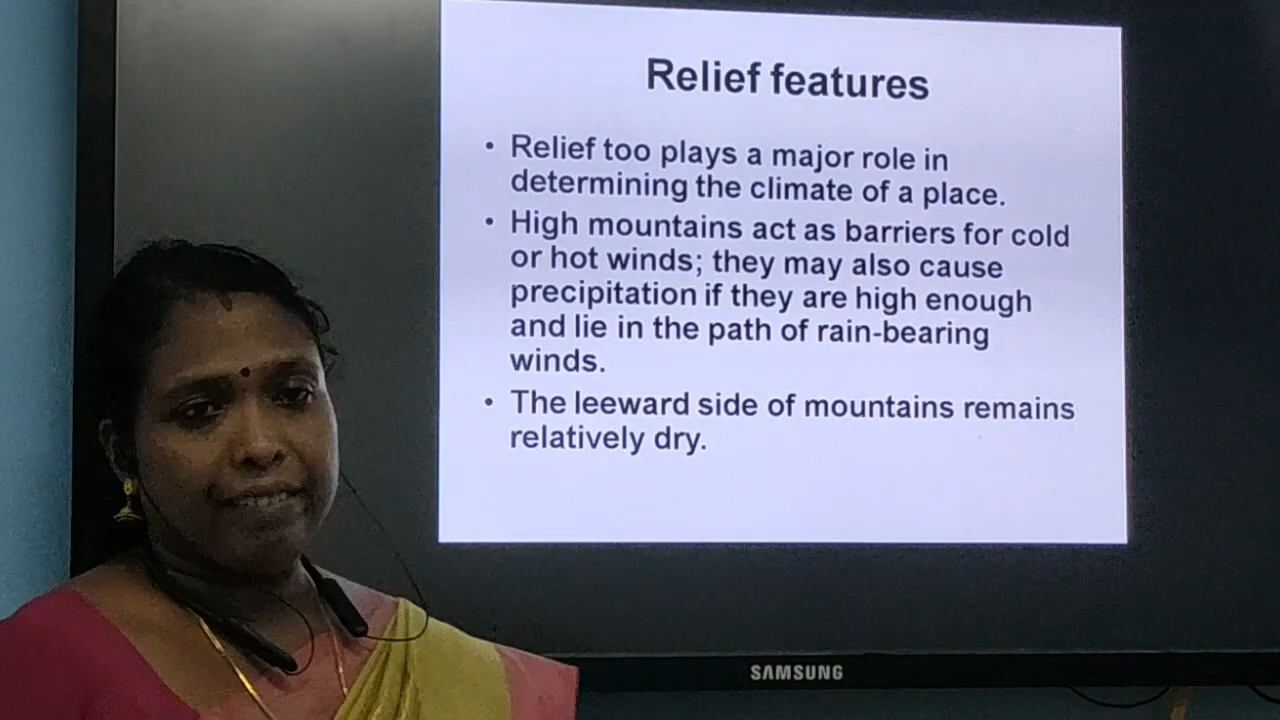 Relief features
• Relief too plays a major role in
determining the climate of a place.
• High mountains act as barriers for cold
or hot winds; they may also cause
precipitation if they are high enough
and lie in the path of rain-bearing
winds.
• The leeward side of mountains remains
relatively dry.
SAMSUNG